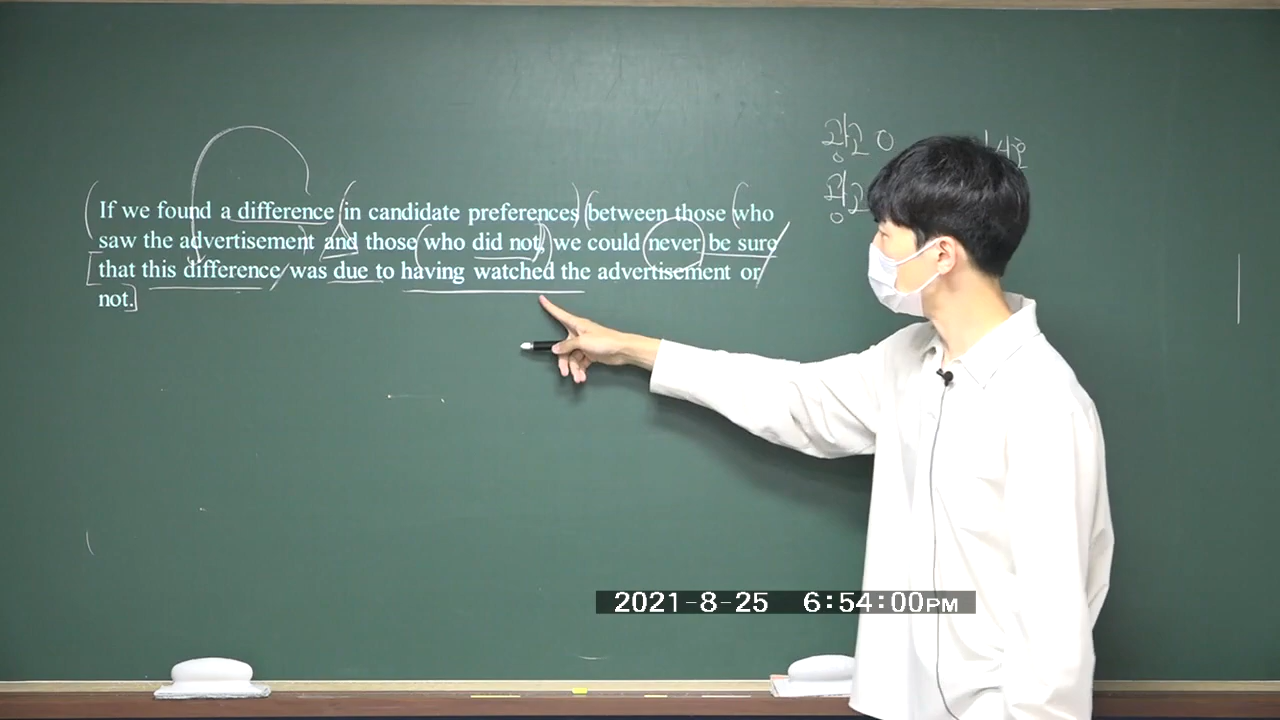 If we found a difference in candidate preferences between those who
saw the advertisement and those who did not, we could never be sure
that this difference was due to having watched the advertisement or
not.
광고 O
2021-8-25 6:54:00PM